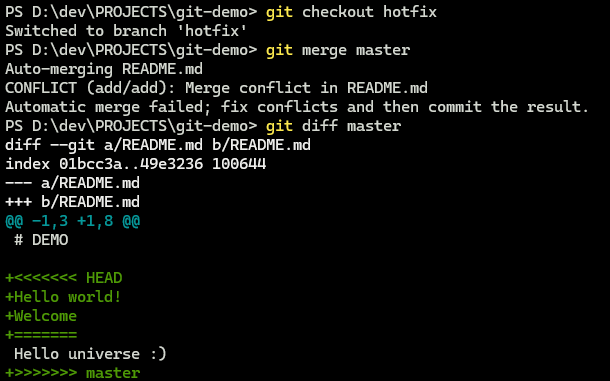 PS D:\dev\PROJECTS\git-demo> git checkout hotfix
Switched to branch 'hotfix'
PS D:\dev\PROJECTS\git-demo> git merge master
Auto-merging README.md
CONFLICT (add/add): Merge conflict in README.md
Automatic merge failed; fix conflicts and then commit the result.
PS D:\dev\PROJECTS\git-demo> git diff master
diff --git a/README.md b/README.md
index 01bcc3a..49e3236 100644
--- a/README.md
+++ b/README.md
@@ -1,3 +1,8 @@
 # DEMO

+<<<<<<< HEAD
+Hello world!
+Welcome
+=======
 Hello universe :)
+>>>>>>> master